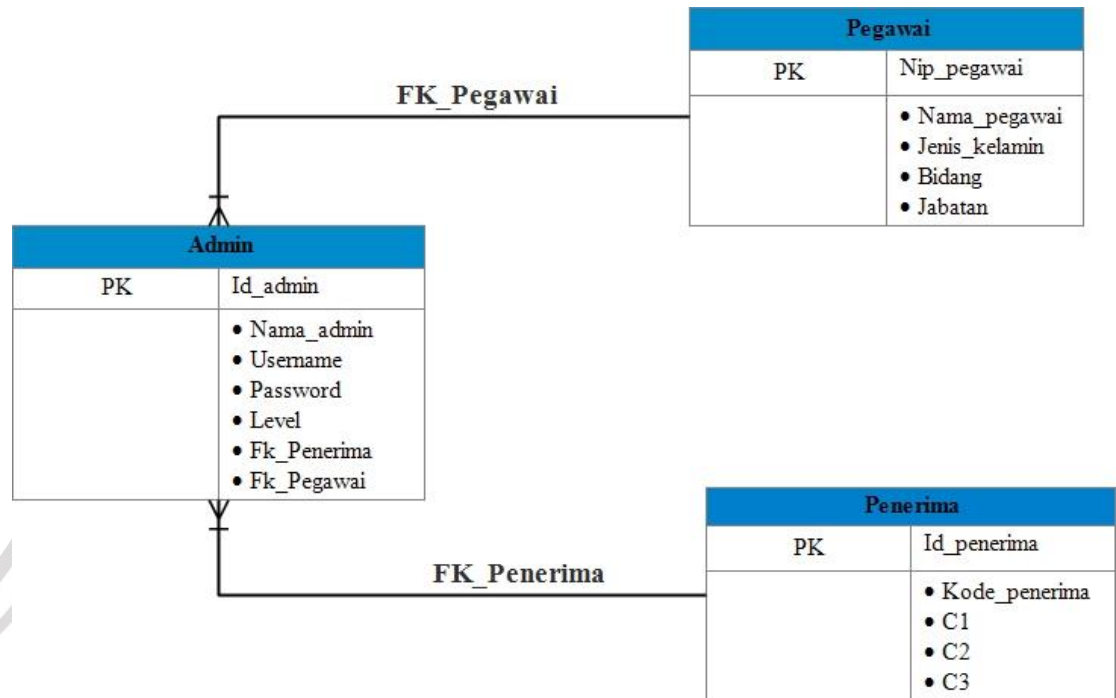 Pegawai
PK Nip_pegawai
• Nama_pegawai
• Jenis_kelamin
• Bidang
• Jabatan
FK_Pegawai
Admin
PK Id_admin
• Nama_admin
• Username
• Password
• Level
• Fk_Penerima
• Fk_Pegawai
FK_Penerima
Penerima
PK Id_penerima
• Kode_penerima
• C1
• C2
• C3